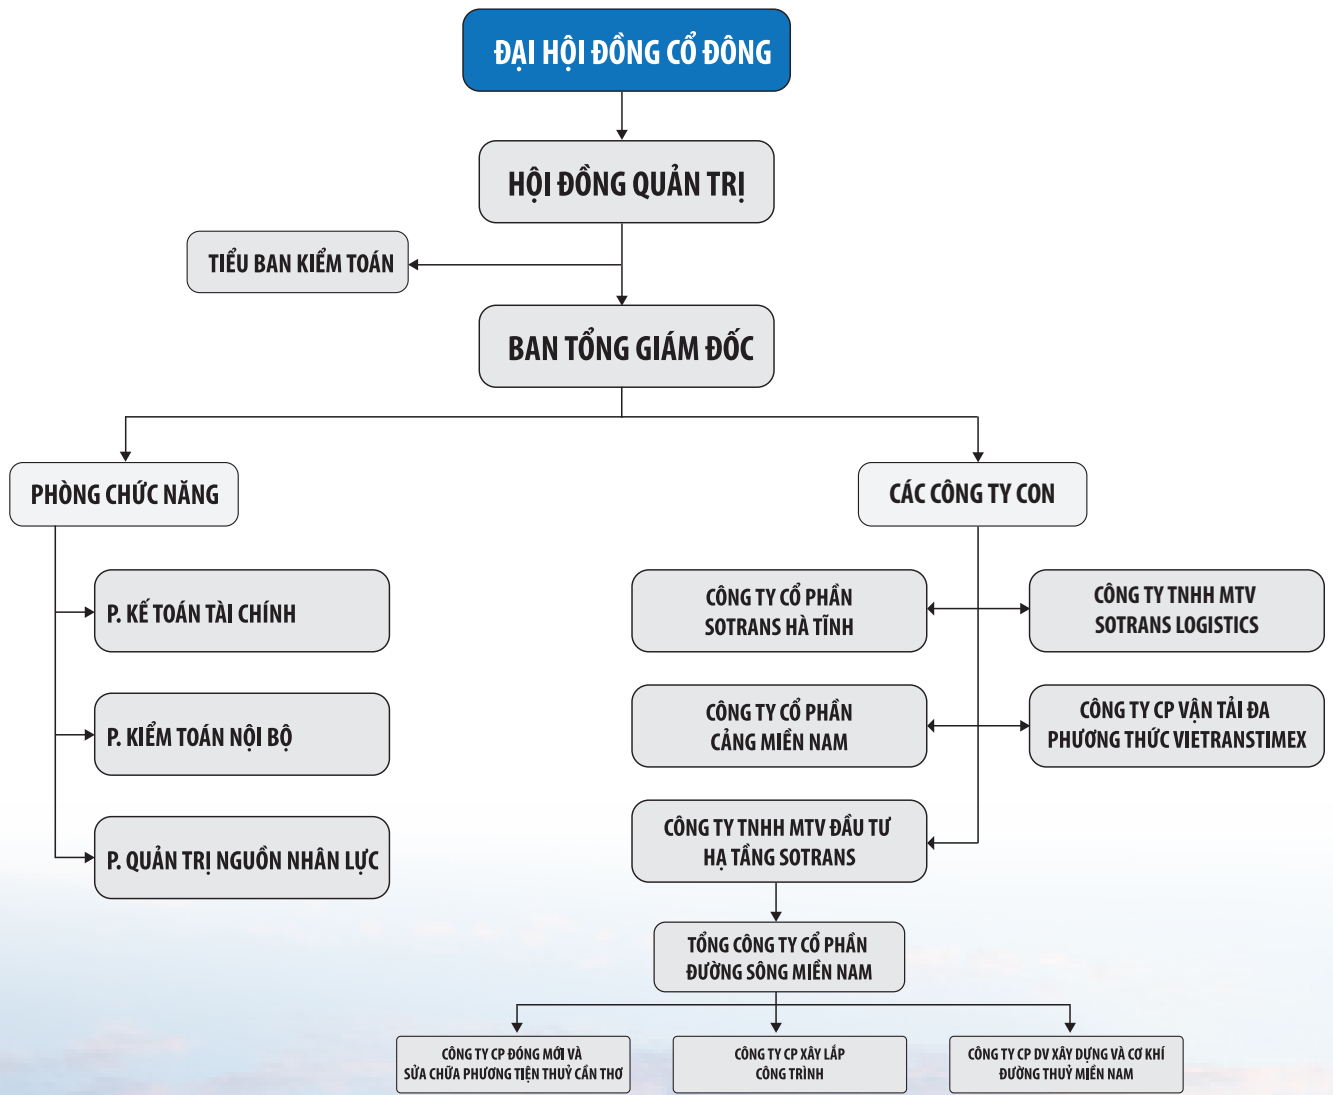 ĐẠI HỘI ĐỒNG CỔ ĐÔNG
HỘI ĐỒNG QUẢN TRỊ
TIỂU BAN KIỂM TOÁN
BAN TỔNG GIÁM ĐỐC
PHÒNG CHỨC NĂNG
P. KẾ TOÁN TÀI CHÍNH
P. KIỂM TOÁN NỘI BỘ
P. QUẢN TRỊ NGUỒN NHÂN LỰC
CÁC CÔNG TY CON
CÔNG TY CỔ PHẦN
SOTRANS HÀ TĨNH
CÔNG TY TNHH MTV
SOTRANS LOGISTICS
CÔNG TY CỔ PHẦN
CẢNG MIỀN NAM
CÔNG TY CP VẬN TẢI ĐA
PHƯƠNG THỨC VIETRANSTIMEX
CÔNG TY TNHH MTV ĐẦU TƯ
HẠ TẦNG SOTRANS
TỔNG CÔNG TY CỔ PHẦN
ĐƯỜNG SÔNG MIỀN NAM
CÔNG TY CP ĐÓNG MỚI VÀ
SỬA CHỮA PHƯƠNG TIỆN THUỶ CẦN THƠ
CÔNG TY CP XÂY LẮP
CÔNG TRÌNH
CÔNG TY CP DV XÂY DỰNG VÀ CƠ KHÍ
ĐƯỜNG THUỶ MIỀN NAM